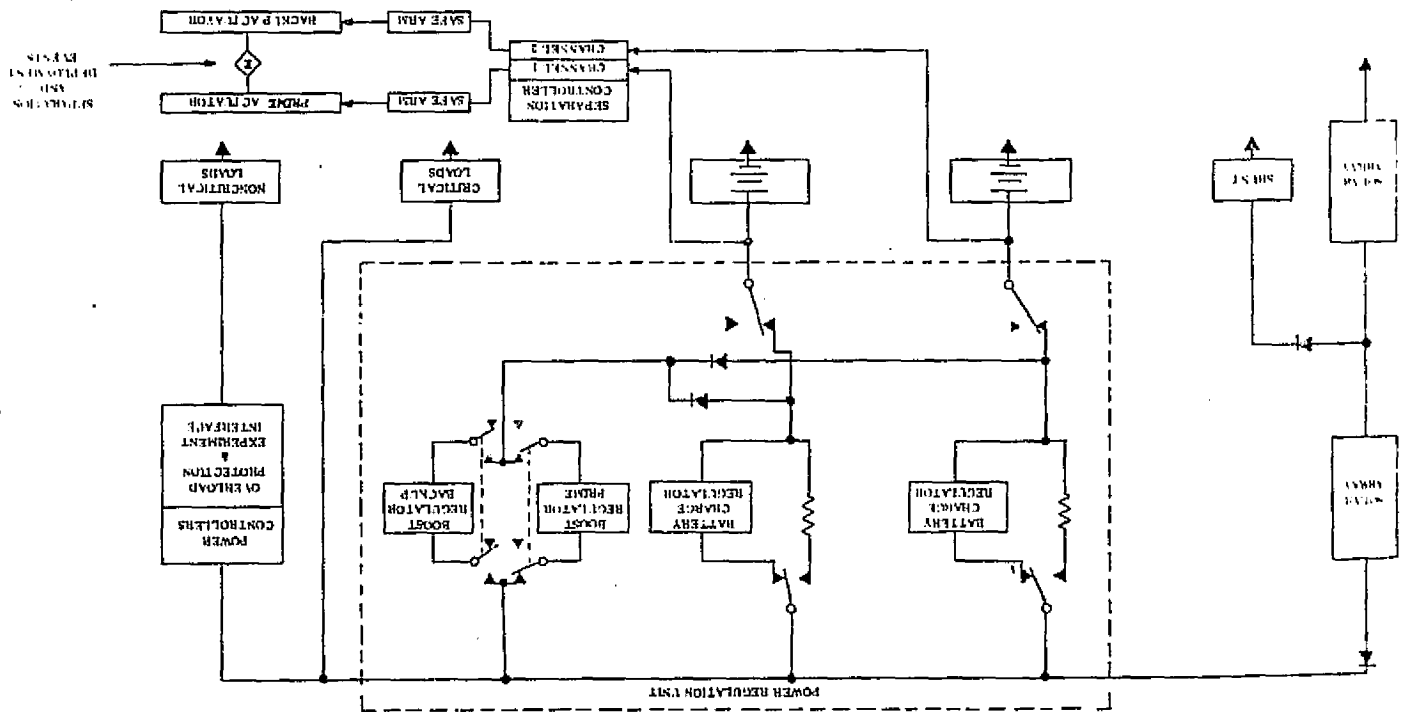 POWER REGULATION UNIT
SOLAR
ARRAY
BATTERY
CHARGE
REGULATOR
BATTERY
CHARGE
REGULATOR
BOOST
REGULATOR
PRIME
BOOST
REGULATOR
BACKUP
POWER
CONTROLLERS
OVERLOAD
PROTECTION
&
EXPERIMENT
INTERFACE
SOLAR
ARRAY
SHUNT
CRITICAL
LOADS
NONCRITICAL
LOADS
SEPARATION
CONTROLLER
CHANNEL 1
CHANNEL 2
SAFE ARM
PRIME ACTUATOR
SAFE ARM
BACKUP ACTUATOR
SEPARATION
AND
DEPLOYMENT
EVENTS